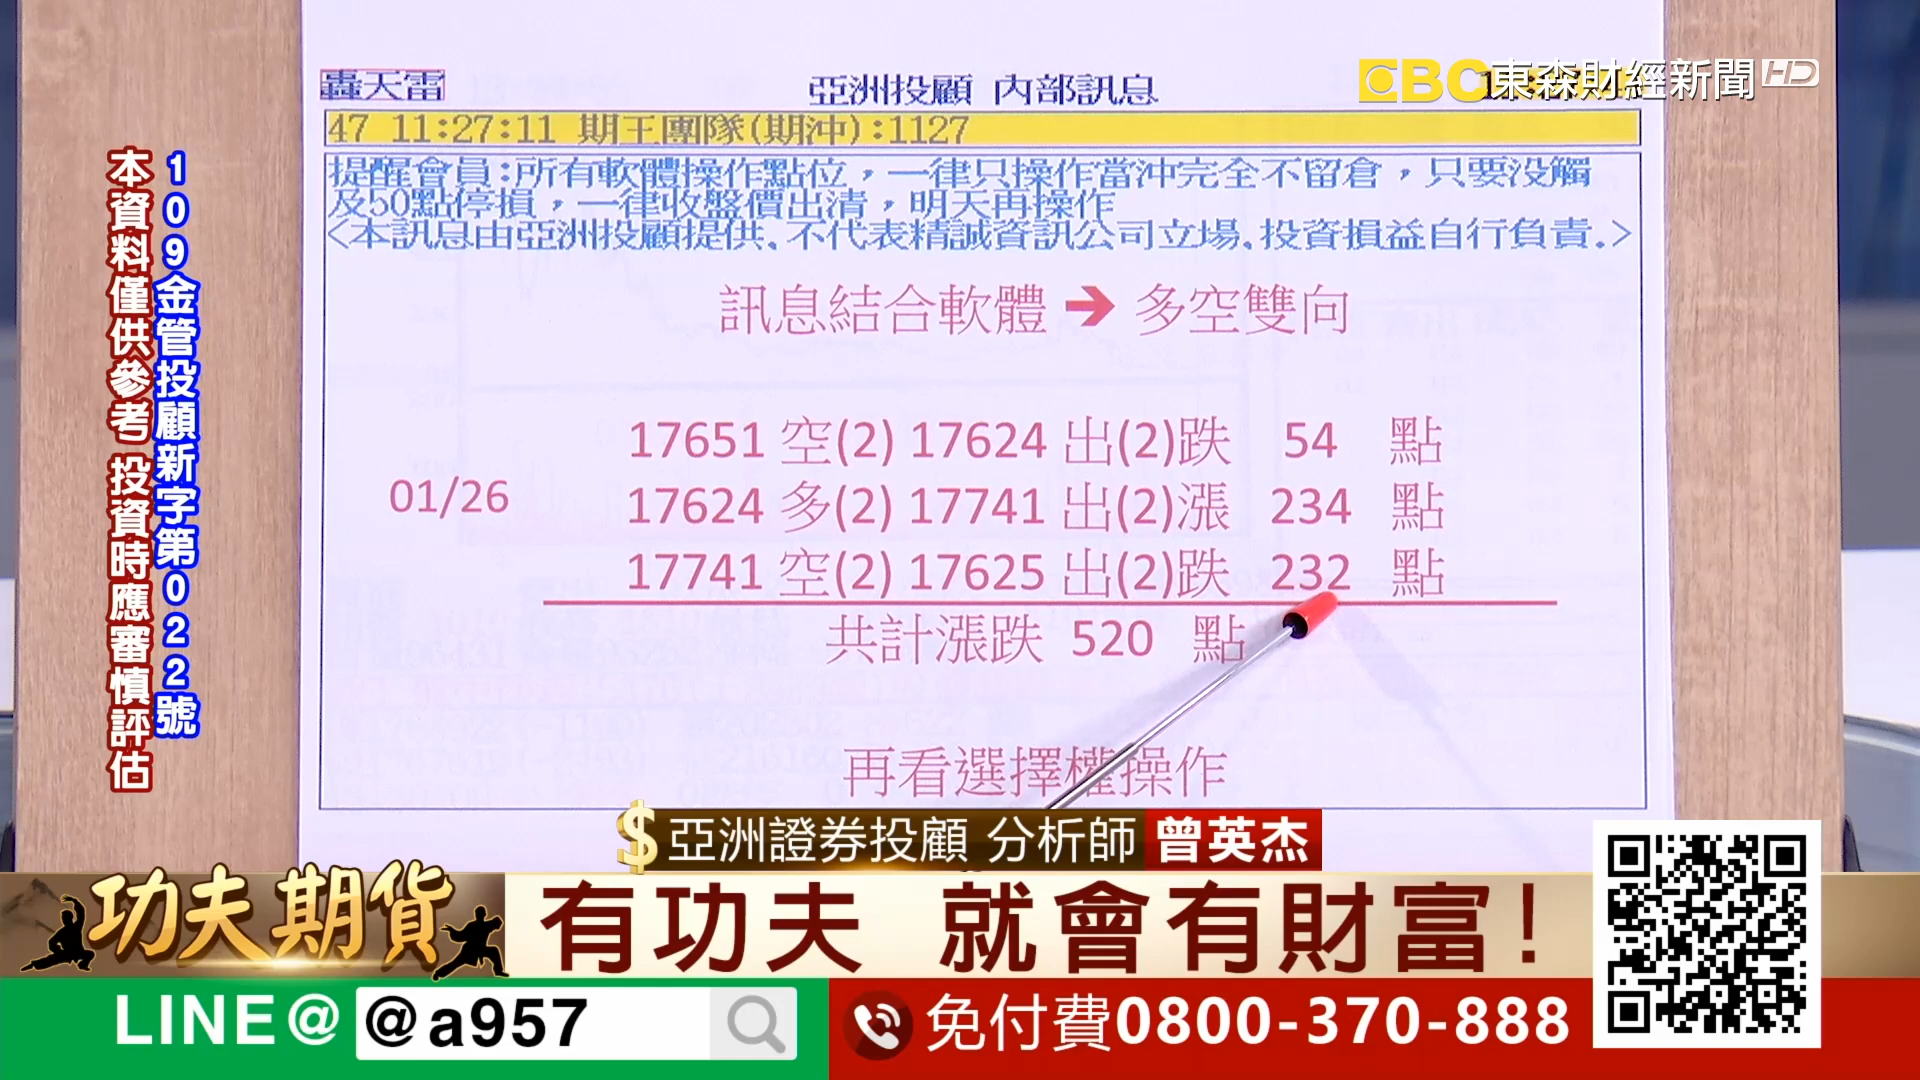 轟天雷
亞洲投顧 內部訊息
EBC東森財經新聞HD
47 11:27:11 期王團隊(期沖):1127
提醒會員:所有軟體操作點位，一律只操作當沖完全不留倉，只要没觸
及50點停損，一律收盤價出清，明天再操作
<本訊息由亞洲投顧提供.不代表精誠資訊公司立場.投資損益自行負責.>
訊息結合軟體➔多空雙向
01/26
17651 空(2) 17624 出(2)跌 54 點
17624 多(2) 17741 出(2)漲 234 點
17741 空(2) 17625 出(2)跌 232 點
共計漲跌 520 點
再看選擇權操作
109金管投顧新字第022號
本資料僅供參考 投資時應審慎評估
$亞洲證券投顧 分析師 曾英杰
功夫期貨
有功夫 就會有財富!
LINE@ @a957
免付費0800-370-888